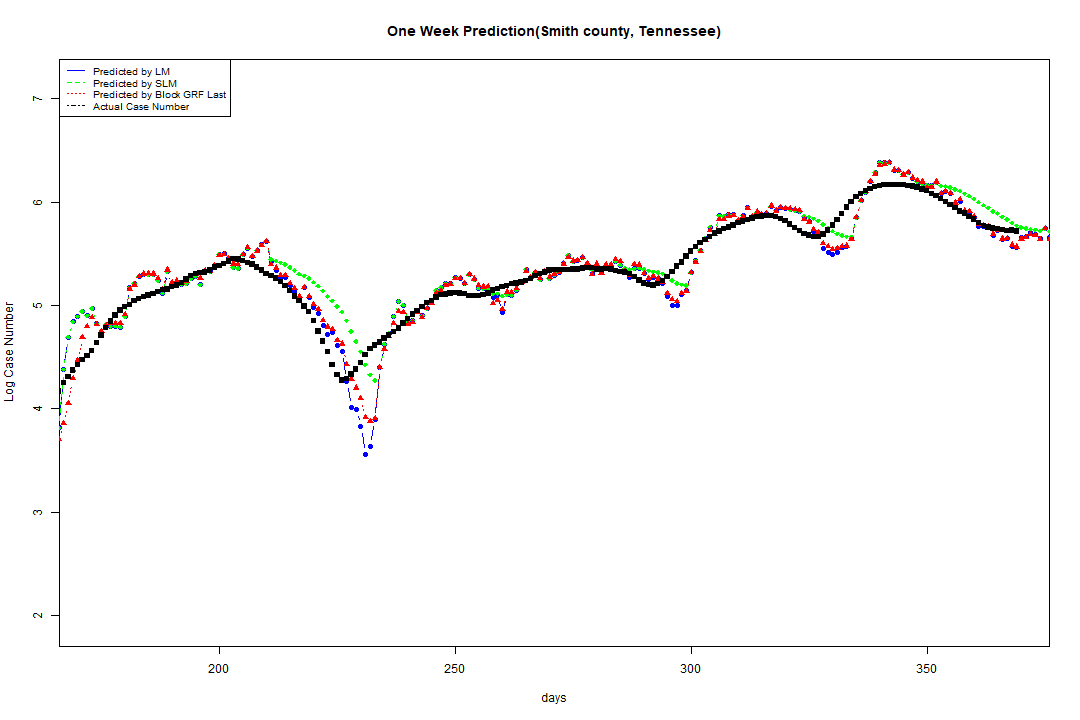 One Week Prediction(Smith county, Tennessee)
Predicted by LM
Predicted by SLM
Predicted by Block GRF Last
Actual Case Number
7
6
5
4
3
2
Log Case Number
200 250 300 350
days